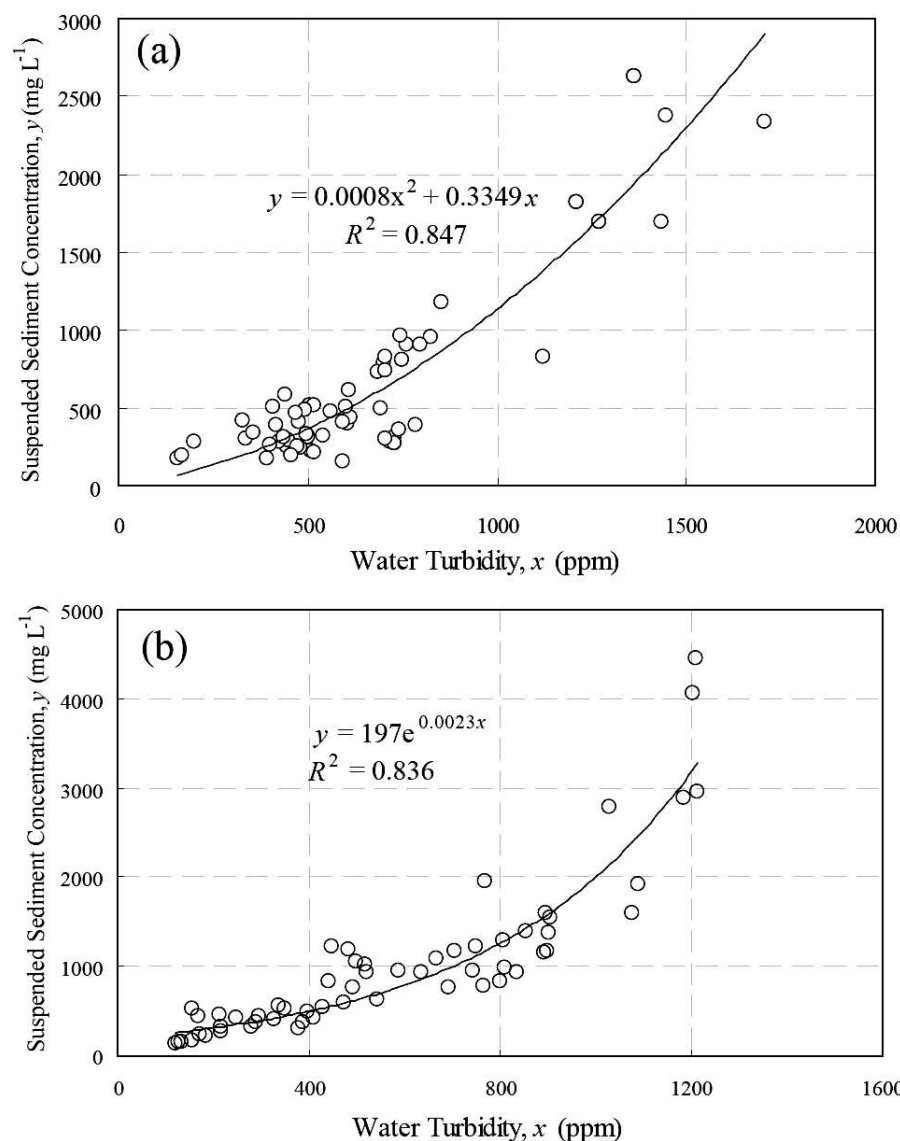 (a)
3000
2500
2000
1500
1000
500
0
Suspended Sediment Concentration, y (mg L⁻¹)
y = 0.0008x² + 0.3349x
R² = 0.847
0 500 1000 1500 2000
Water Turbidity, x (ppm)
(b)
5000
4000
3000
2000
1000
0
Suspended Sediment Concentration, y (mg L⁻¹)
y = 197e^0.0023x
R² = 0.836
0 400 800 1200 1600
Water Turbidity, x (ppm)